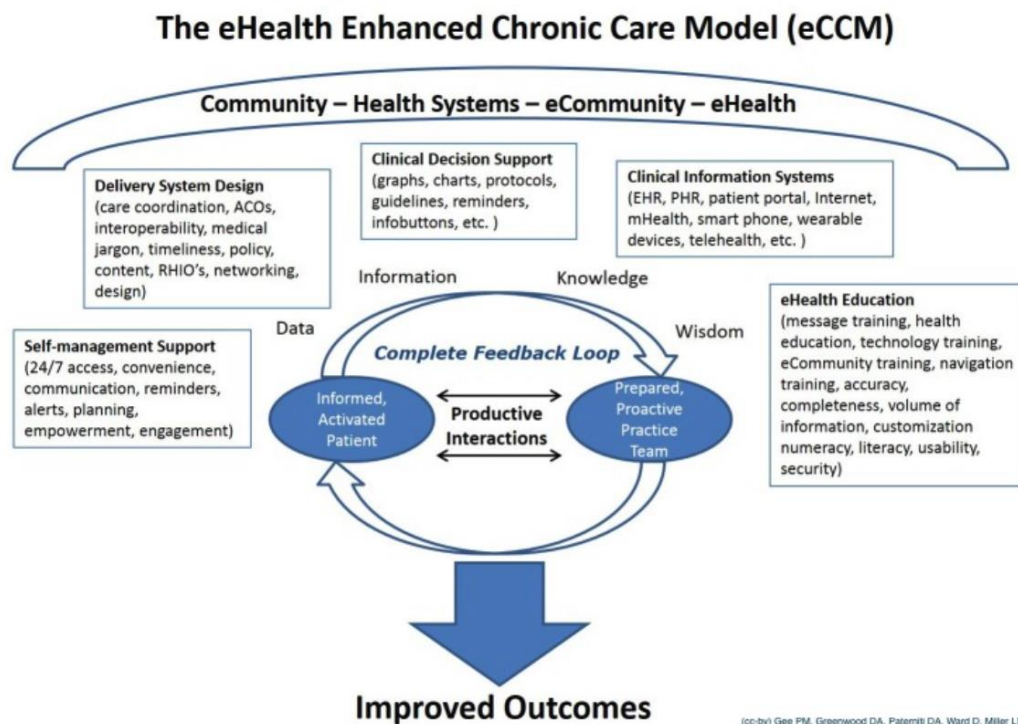 The eHealth Enhanced Chronic Care Model (eCCM)
Community – Health Systems – eCommunity – eHealth
Delivery System Design
(care coordination, ACOs,
interoperability, medical
jargon, timeliness, policy,
content, RHIO's, networking,
design)
Clinical Decision Support
(graphs, charts, protocols,
guidelines, reminders,
infobuttons, etc. )
Clinical Information Systems
(EHR, PHR, patient portal, Internet,
mHealth, smart phone, wearable
devices, telehealth, etc. )
Self-management Support
(24/7 access, convenience,
communication, reminders,
alerts, planning,
empowerment, engagement)
Data
Information
Knowledge
Wisdom
eHealth Education
(message training, health
education, technology training,
eCommunity training, navigation
training, accuracy,
completeness, volume of
information, customization
numeracy, literacy, usability,
security)
Complete Feedback Loop
Informed,
Activated
Patient
Productive
Interactions
Prepared,
Proactive
Practice
Team
Improved Outcomes
(cc-by) Gee PM, Greenwood DA, Paterniti DA, Ward D, Miller